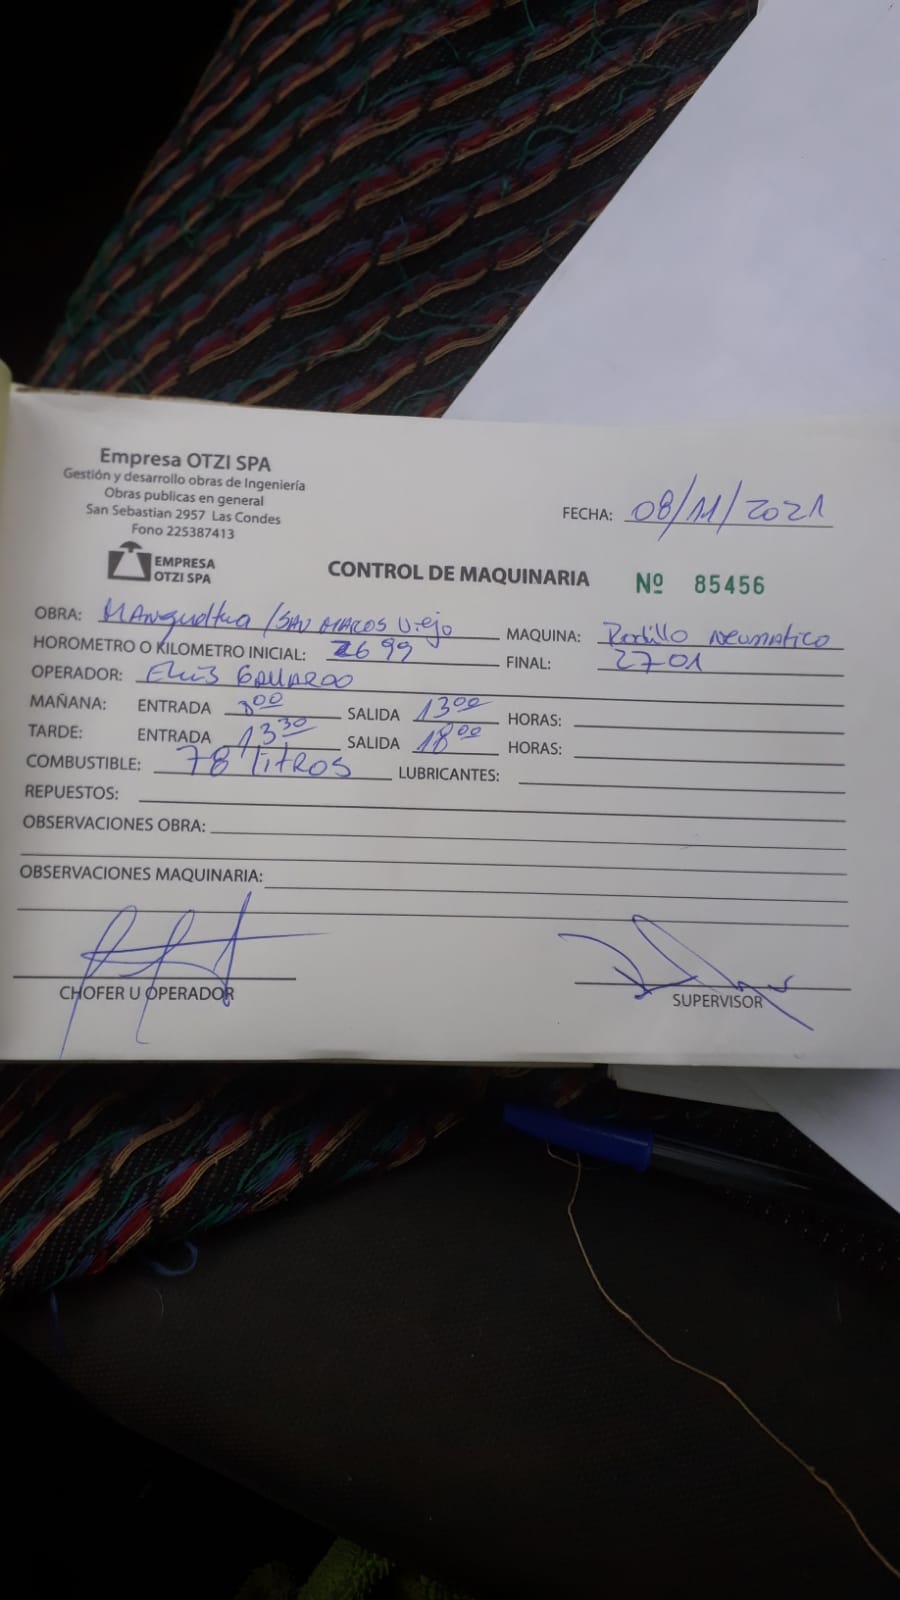 Empresa OTZI SPA
Gestión y desarrollo obras de Ingeniería
Obras publicas en general
San Sebastian 2957 Las Condes
Fono 225387413
EMPRESA
OTZI SPA
FECHA: 08/11/2021
CONTROL DE MAQUINARIA Nº 85456
OBRA: /SAN MARCOS Viejo MAQUINA: Rodillo Neumatico
HOROMETRO O KILOMETRO INICIAL: 2699 FINAL: 2701
OPERADOR:
MAÑANA: ENTRADA 8:00 SALIDA 13:00 HORAS:
TARDE: ENTRADA 13:30 SALIDA 18:00 HORAS:
COMBUSTIBLE: 78 litros LUBRICANTES:
REPUESTOS:
OBSERVACIONES OBRA:
OBSERVACIONES MAQUINARIA:
CHOFER U OPERADOR SUPERVISOR